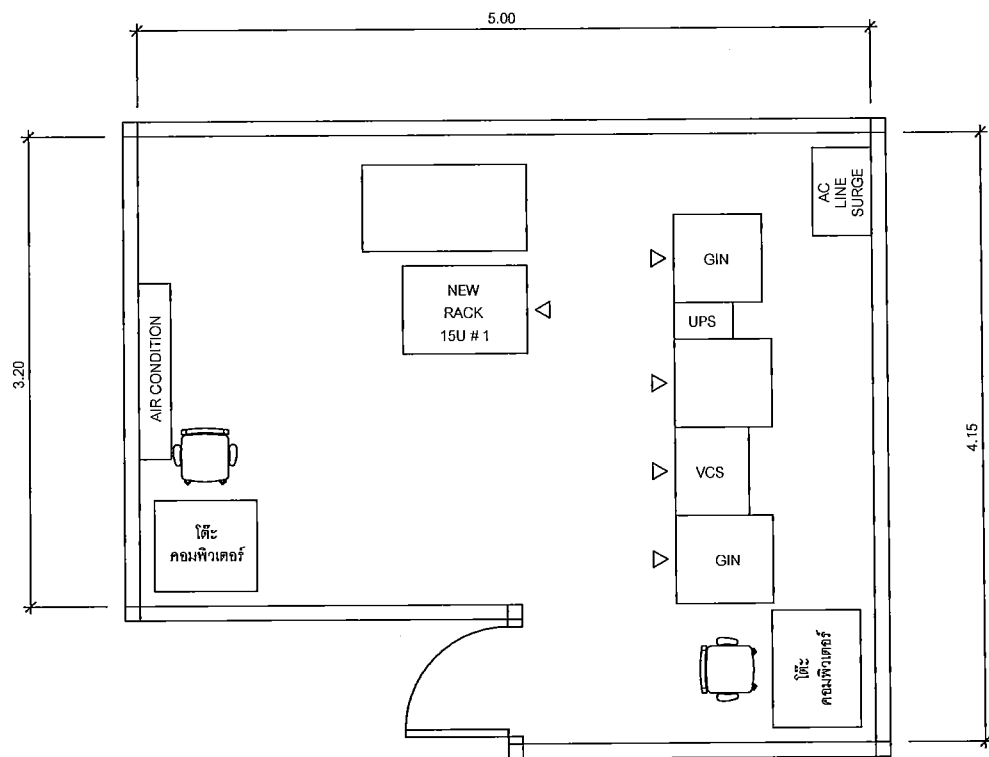 5.00
AC
LINE
SURGE
GIN
NEW
RACK
15U # 1
UPS
AIR CONDITION
3.20
4.15
VCS
โต๊ะ
คอมพิวเตอร์
GIN
โต๊ะ
คอมพิวเตอร์